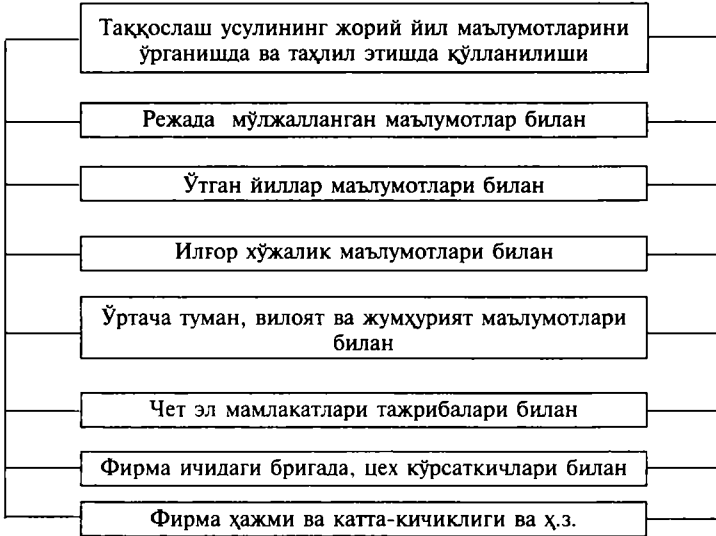 Таққослаш усулининг жорий йил маълумотларини
ўрганишда ва таҳлил этишда қўлланилиши
Режада мўлжалланган маълумотлар билан
Ўтган йиллар маълумотлари билан
Илғор хўжалик маълумотлари билан
Ўртача туман, вилоят ва жумҳурият маълумотлари
билан
Чет эл мамлакатлари тажрибалари билан
Фирма ичидаги бригада, цех кўрсаткичлари билан
Фирма ҳажми ва катта-кичиклиги ва ҳ.з.